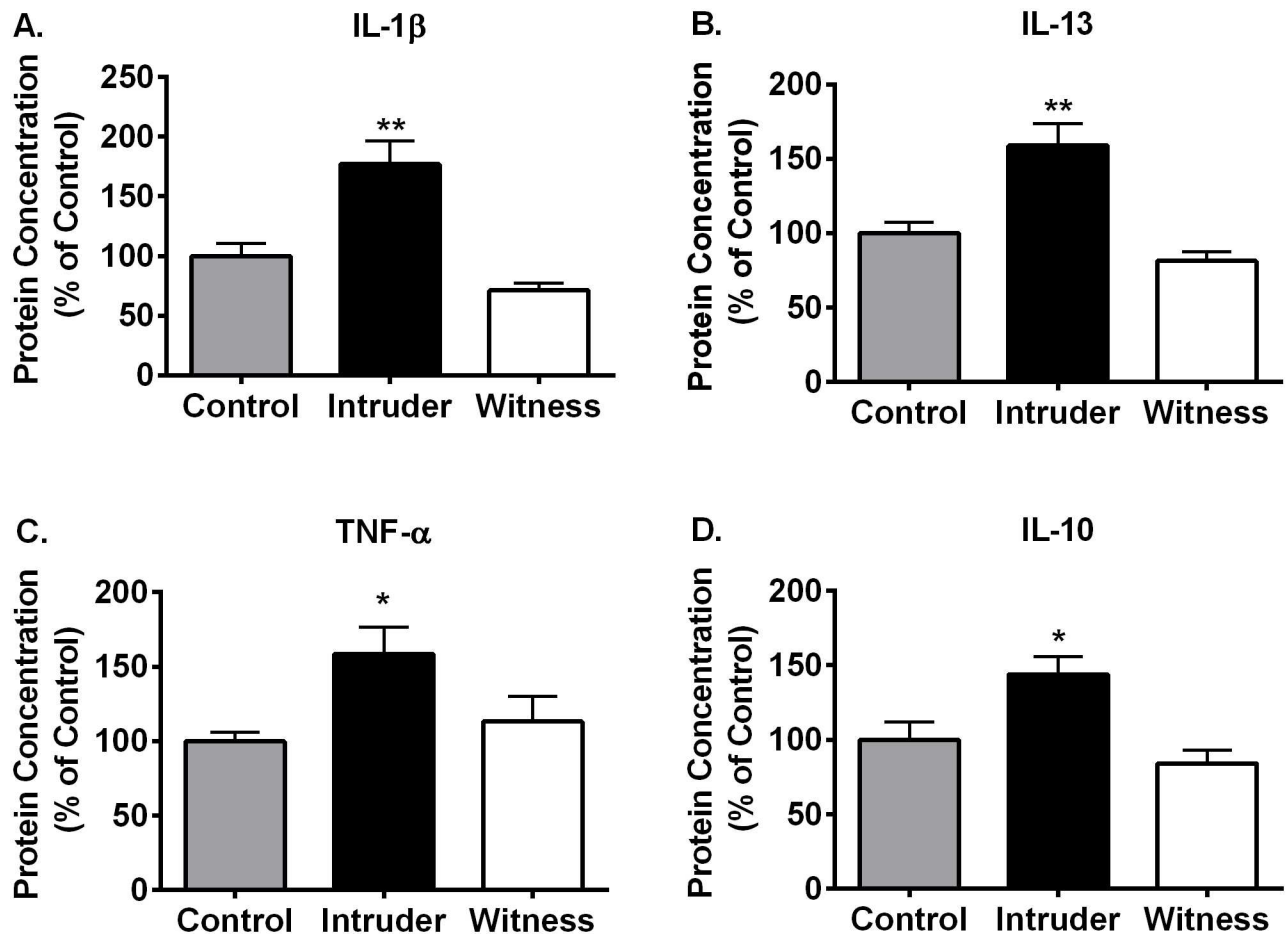 A.
IL-1β
Protein Concentration
(% of Control)
250
200
150
100
50
0
**
Control Intruder Witness
B.
IL-13
Protein Concentration
(% of Control)
200
150
100
50
0
**
Control Intruder Witness
C.
TNF-α
Protein Concentration
(% of Control)
200
150
100
50
0
*
Control Intruder Witness
D.
IL-10
Protein Concentration
(% of Control)
200
150
100
50
0
*
Control Intruder Witness